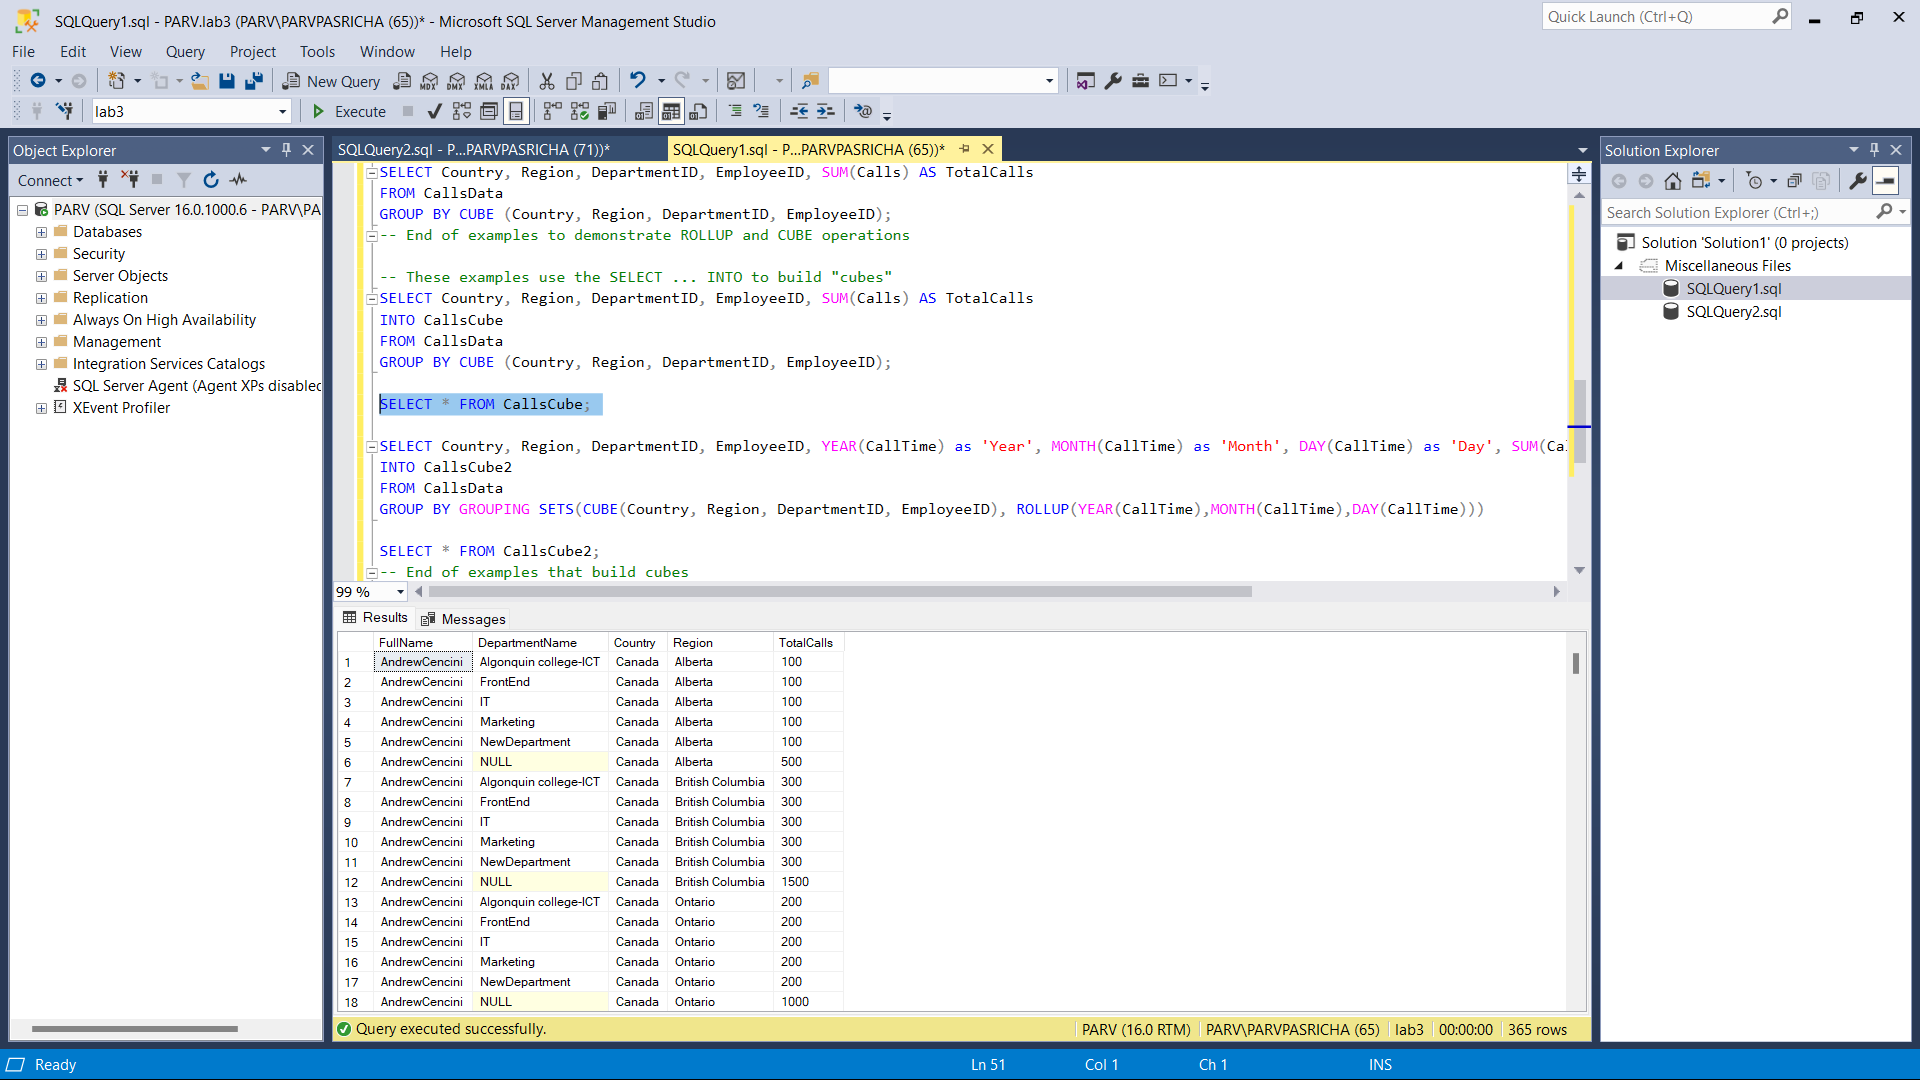 SQLQuery1.sql - PARV.lab3 (PARV\PARVPASRICHA (65))* - Microsoft SQL Server Management Studio
Quick Launch (Ctrl+Q)
File Edit View Query Project Tools Window Help
New Query
MDX DMX XMLA DAX
lab3 Execute
Object Explorer
Connect
PARV (SQL Server 16.0.1000.6 - PARV\PA
Databases
Security
Server Objects
Replication
Always On High Availability
Management
Integration Services Catalogs
SQL Server Agent (Agent XPs disabled
XEvent Profiler
SQLQuery2.sql - P...PARVPASRICHA (71))*
SQLQuery1.sql - P...PARVPASRICHA (65))*
SELECT Country, Region, DepartmentID, EmployeeID, SUM(Calls) AS TotalCalls
FROM CallsData
GROUP BY CUBE (Country, Region, DepartmentID, EmployeeID);
-- End of examples to demonstrate ROLLUP and CUBE operations
-- These examples use the SELECT ... INTO to build "cubes"
SELECT Country, Region, DepartmentID, EmployeeID, SUM(Calls) AS TotalCalls
INTO CallsCube
FROM CallsData
GROUP BY CUBE (Country, Region, DepartmentID, EmployeeID);
SELECT * FROM CallsCube;
SELECT Country, Region, DepartmentID, EmployeeID, YEAR(CallTime) as 'Year', MONTH(CallTime) as 'Month', DAY(CallTime) as 'Day', SUM(Cal
INTO CallsCube2
FROM CallsData
GROUP BY GROUPING SETS(CUBE(Country, Region, DepartmentID, EmployeeID), ROLLUP(YEAR(CallTime),MONTH(CallTime),DAY(CallTime)))
SELECT * FROM CallsCube2;
-- End of examples that build cubes
99 %
Results Messages
FullName DepartmentName Country Region TotalCalls
1 AndrewCencini Algonquin college-ICT Canada Alberta 100
2 AndrewCencini FrontEnd Canada Alberta 100
3 AndrewCencini IT Canada Alberta 100
4 AndrewCencini Marketing Canada Alberta 100
5 AndrewCencini NewDepartment Canada Alberta 100
6 AndrewCencini NULL Canada Alberta 500
7 AndrewCencini Algonquin college-ICT Canada British Columbia 300
8 AndrewCencini FrontEnd Canada British Columbia 300
9 AndrewCencini IT Canada British Columbia 300
10 AndrewCencini Marketing Canada British Columbia 300
11 AndrewCencini NewDepartment Canada British Columbia 300
12 AndrewCencini NULL Canada British Columbia 1500
13 AndrewCencini Algonquin college-ICT Canada Ontario 200
14 AndrewCencini FrontEnd Canada Ontario 200
15 AndrewCencini IT Canada Ontario 200
16 AndrewCencini Marketing Canada Ontario 200
17 AndrewCencini NewDepartment Canada Ontario 200
18 AndrewCencini NULL Canada Ontario 1000
Query executed successfully. PARV (16.0 RTM) PARV\PARVPASRICHA (65) lab3 00:00:00 365 rows
Solution Explorer
Search Solution Explorer (Ctrl+;)
Solution 'Solution1' (0 projects)
Miscellaneous Files
SQLQuery1.sql
SQLQuery2.sql
Ready Ln 51 Col 1 Ch 1 INS